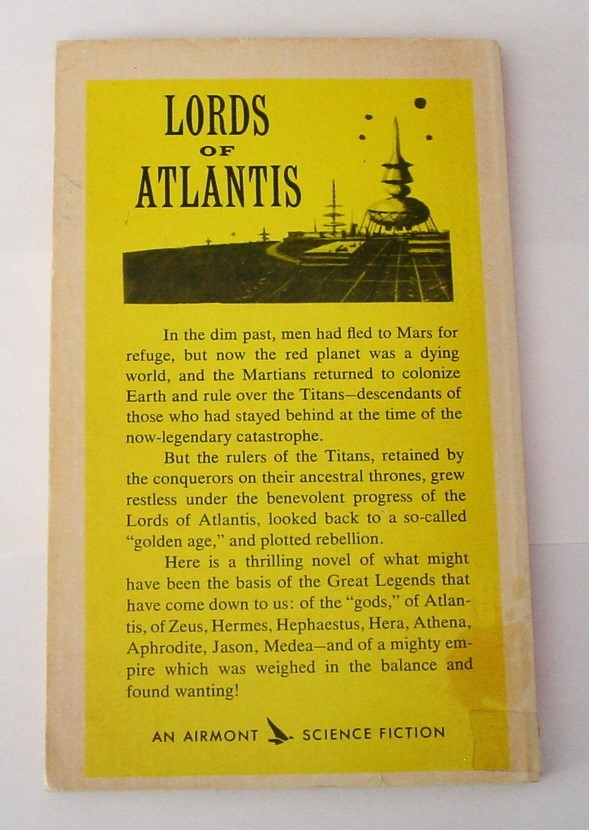 LORDS
OF
ATLANTIS
In the dim past, men had fled to Mars for
refuge, but now the red planet was a dying
world, and the Martians returned to colonize
Earth and rule over the Titans—descendants of
those who had stayed behind at the time of the
now-legendary catastrophe.
But the rulers of the Titans, retained by
the conquerors on their ancestral thrones, grew
restless under the benevolent progress of the
Lords of Atlantis, looked back to a so-called
“golden age,” and plotted rebellion.
Here is a thrilling novel of what might
have been the basis of the Great Legends that
have come down to us: of the “gods,” of Atlan-
tis, of Zeus, Hermes, Hephaestus, Hera, Athena,
Aphrodite, Jason, Medea—and of a mighty em-
pire which was weighed in the balance and
found wanting!
AN AIRMONT SCIENCE FICTION